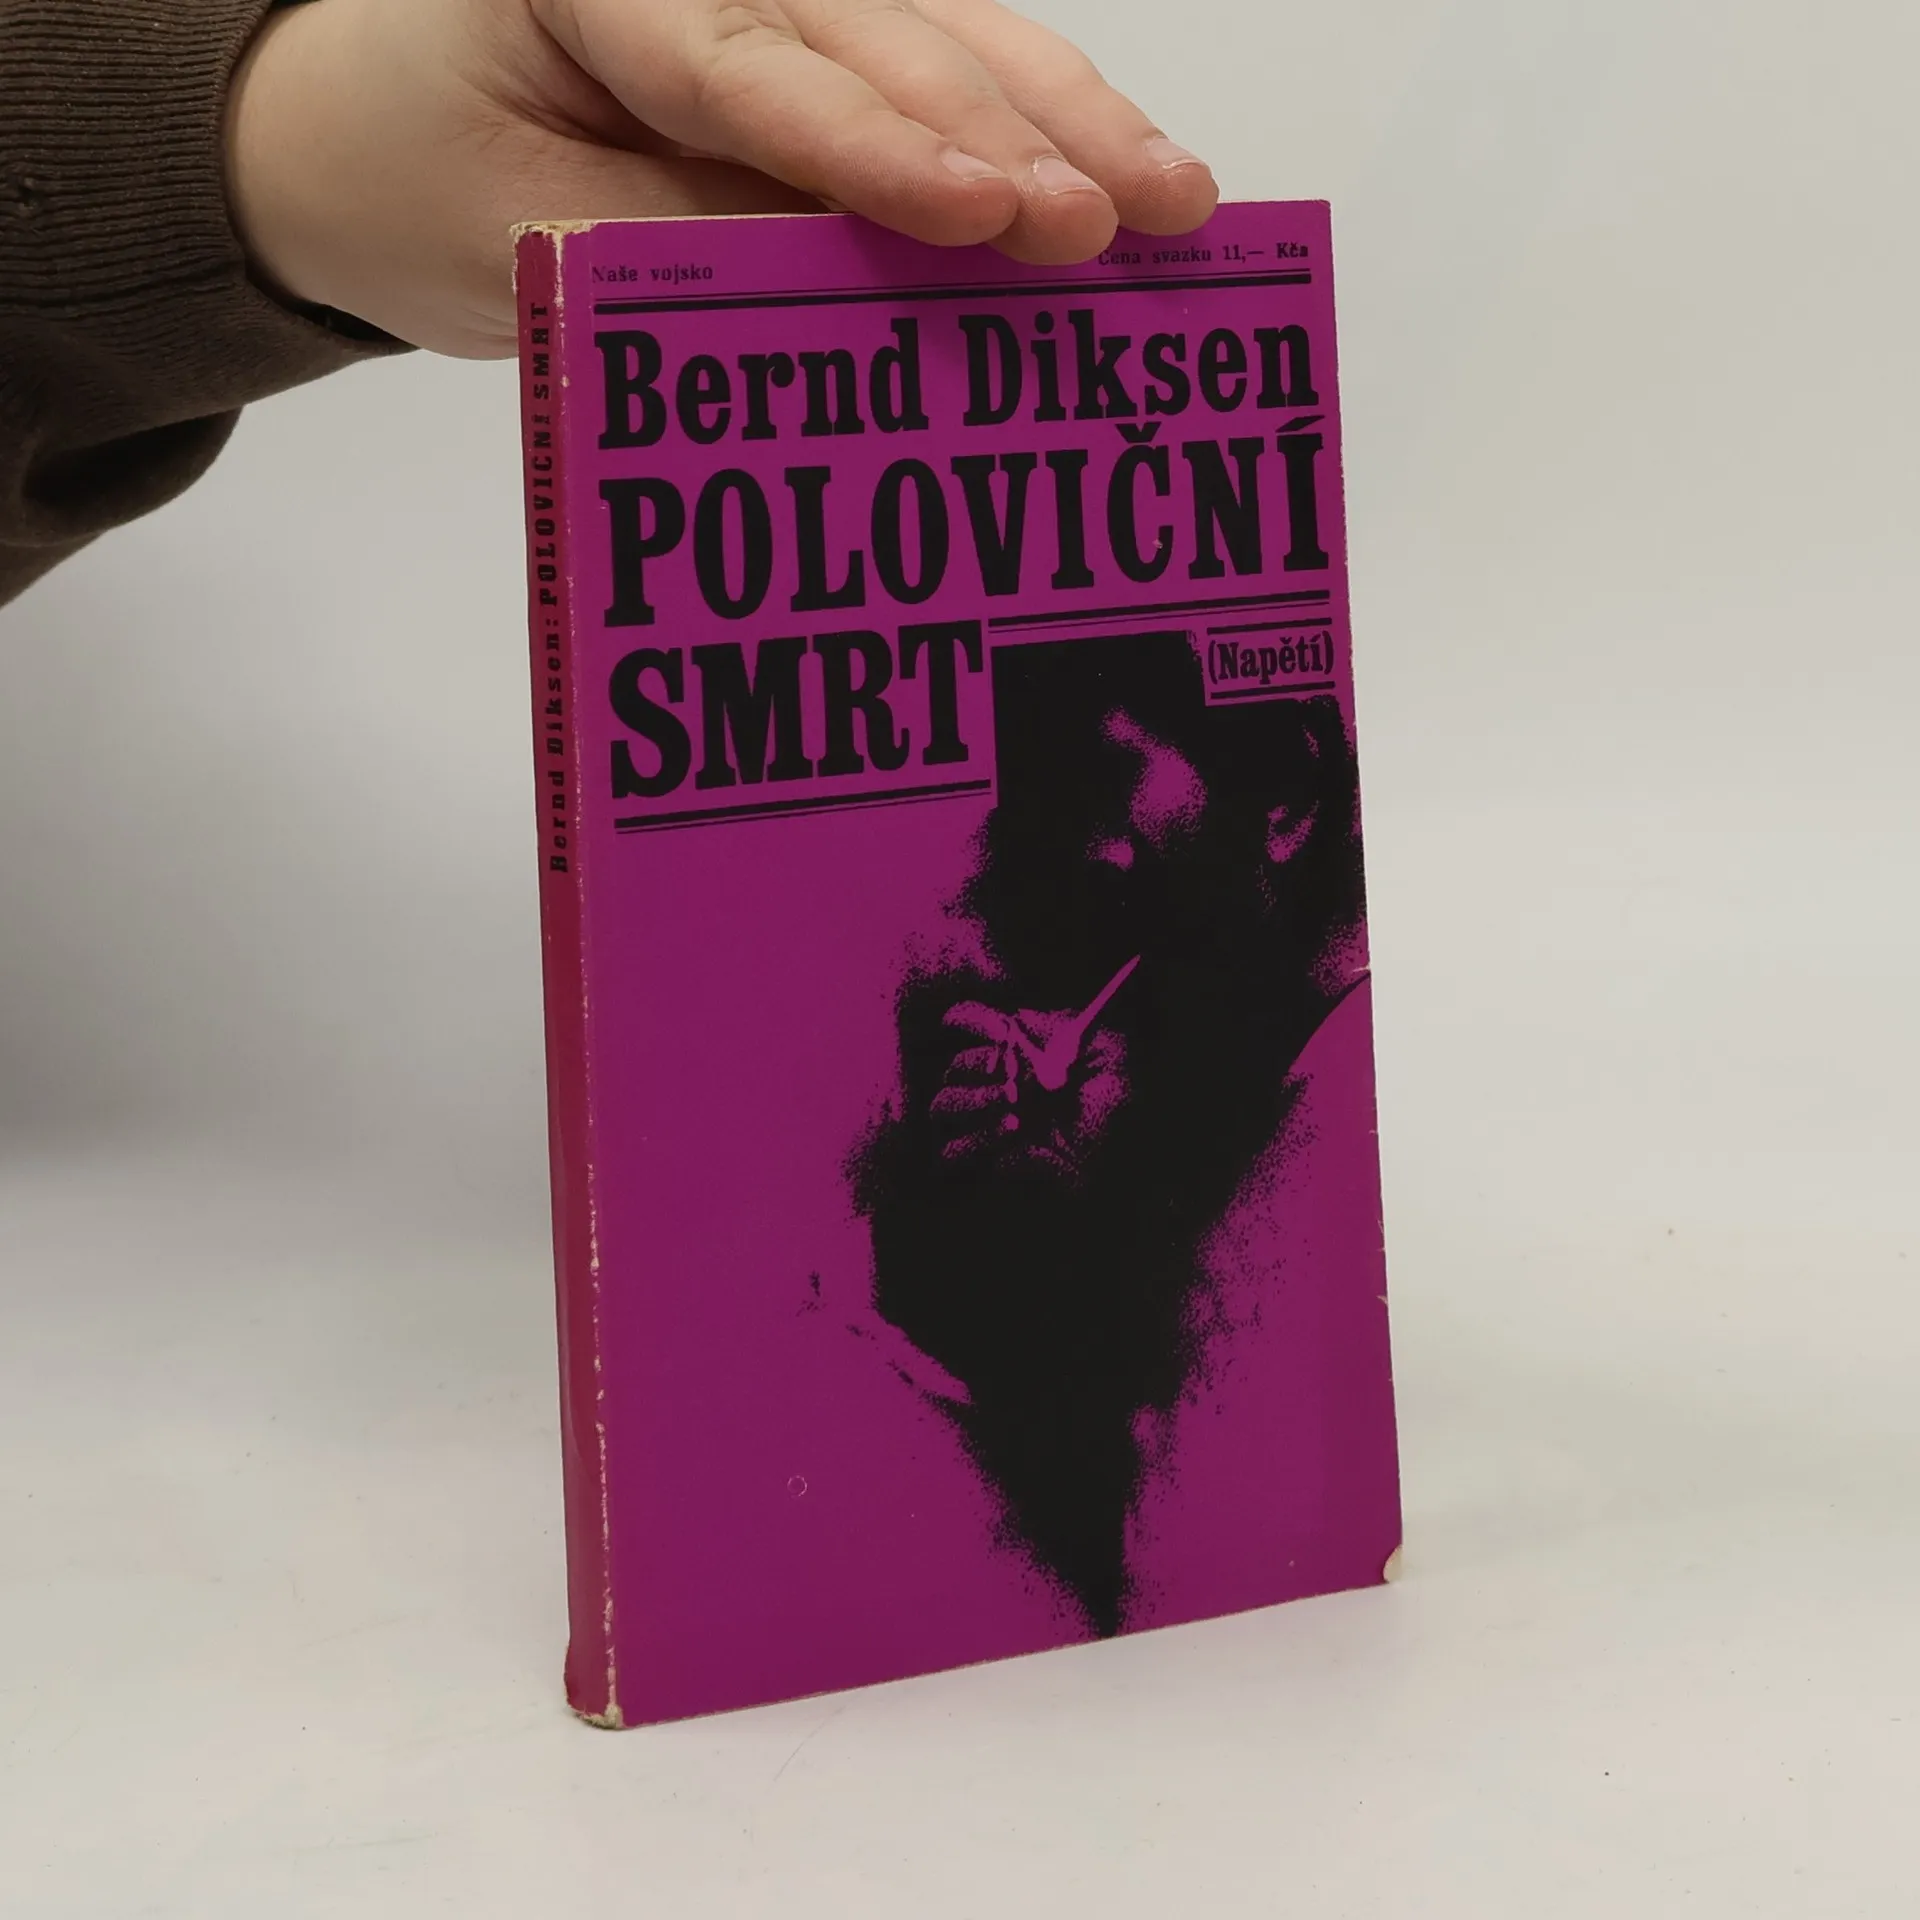 Naše vojsko
Cena svazku 11,— Kčs
Bernd Diksen
POLOVIČNÍ
SMRT
(Napětí)
Bernd Diksen: POLOVIČNÍ SMRT